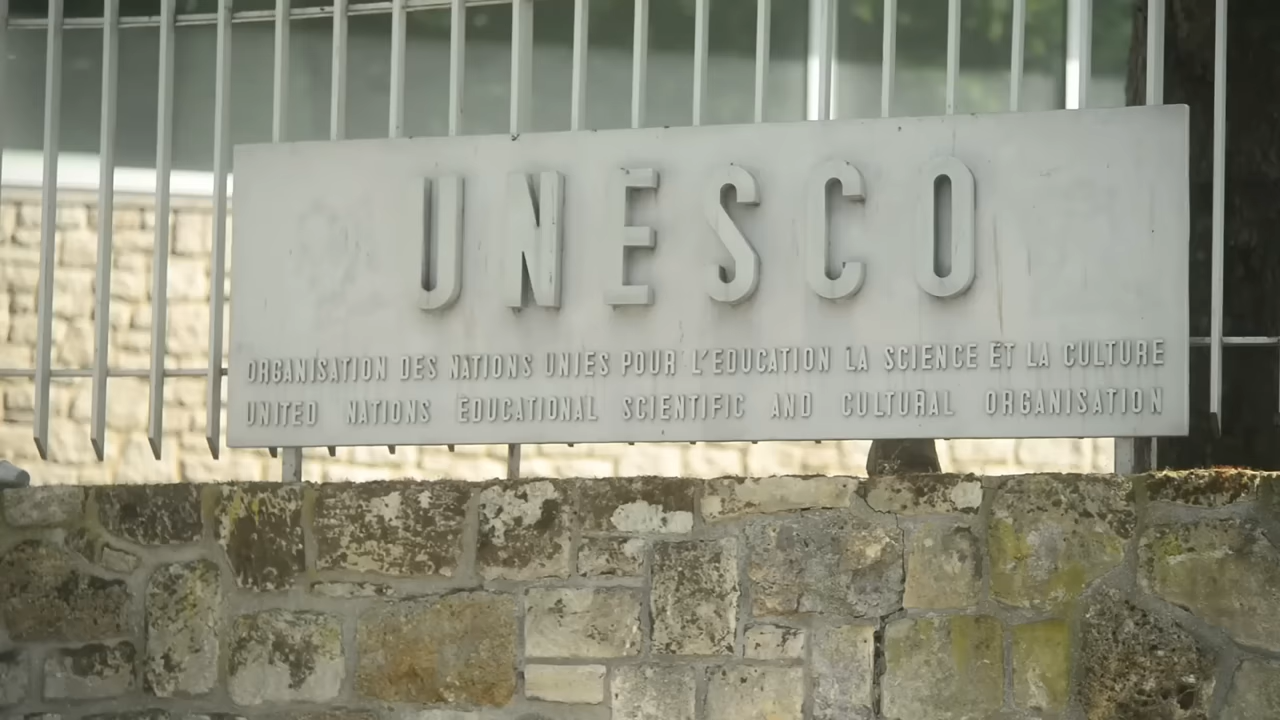 UNESCO
ORGANISATION DES NATIONS UNIES POUR L'EDUCATION LA SCIENCE ET LA CULTURE
UNITED NATIONS EDUCATIONAL SCIENTIFIC AND CULTURAL ORGANISATION